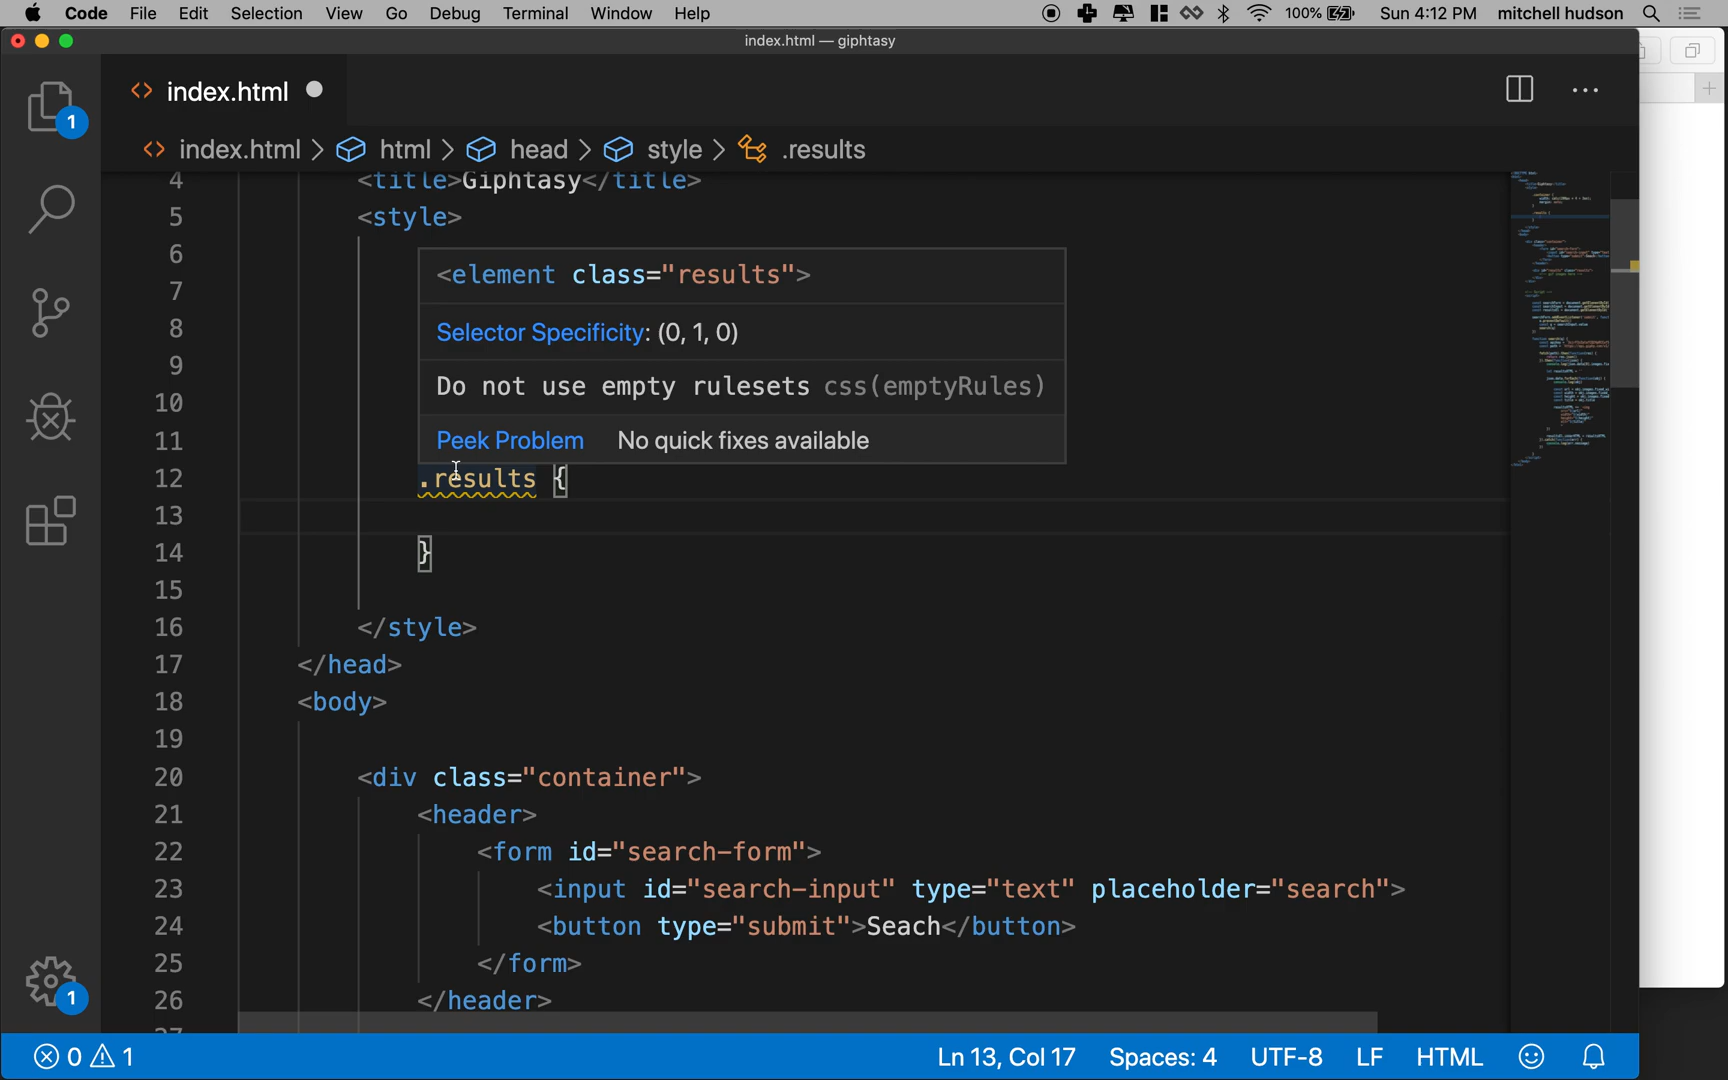 Code File Edit Selection View Go Debug Terminal Window Help 100% Sun 4:12 PM mitchell hudson
index.html — giphtasy
1
<> index.html
<> index.html > html > head > style > .results
4 <title>Giphtasy</title>
5 <style>
6
<element class="results">
7
Selector Specificity: (0, 1, 0)
8
9
Do not use empty rulesets css(emptyRules)
10
11
Peek Problem No quick fixes available
12 .results {
13
14 }
15
16 </style>
17 </head>
18 <body>
19
20 <div class="container">
21 <header>
22 <form id="search-form">
23 <input id="search-input" type="text" placeholder="search">
24 <button type="submit">Seach</button>
25 </form>
26 </header>
27
1
0 1 Ln 13, Col 17 Spaces: 4 UTF-8 LF HTML